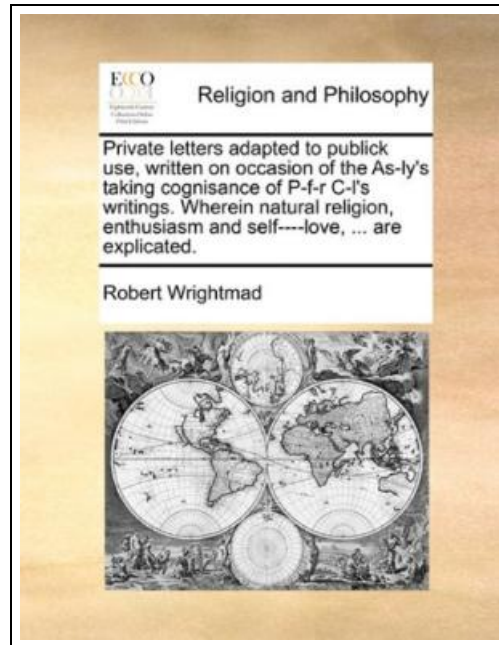 ECCO
Religion and Philosophy
Private letters adapted to publick
use, written on occasion of the As-ly's
taking cognisance of P-f-r C-l's
writings. Wherein natural religion,
enthusiasm and self----love, ... are
explicated.
Robert Wrightmad